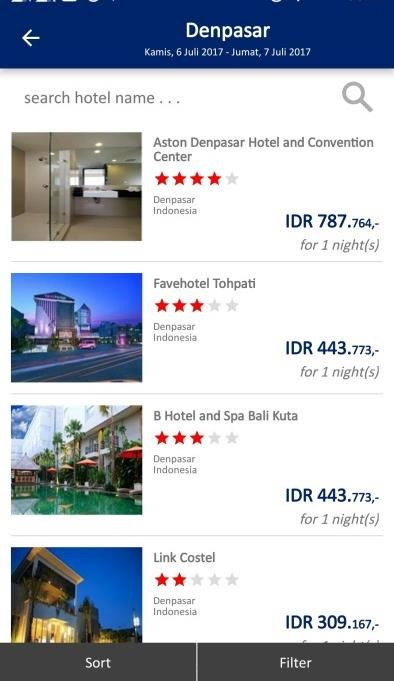 Denpasar
Kamis, 6 Juli 2017 - Jumat, 7 Juli 2017
search hotel name . . .
Aston Denpasar Hotel and Convention
Center
Denpasar
Indonesia
IDR 787.764,-
for 1 night(s)
Favehotel Tohpati
Denpasar
Indonesia
IDR 443.773,-
for 1 night(s)
B Hotel and Spa Bali Kuta
Denpasar
Indonesia
IDR 443.773,-
for 1 night(s)
Link Costel
Denpasar
Indonesia
IDR 309.167,-
Sort
Filter